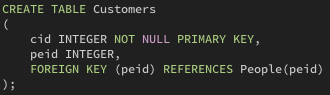 CREATE TABLE Customers
(
    cid INTEGER NOT NULL PRIMARY KEY,
    peid INTEGER,
    FOREIGN KEY (peid) REFERENCES People(peid)
);